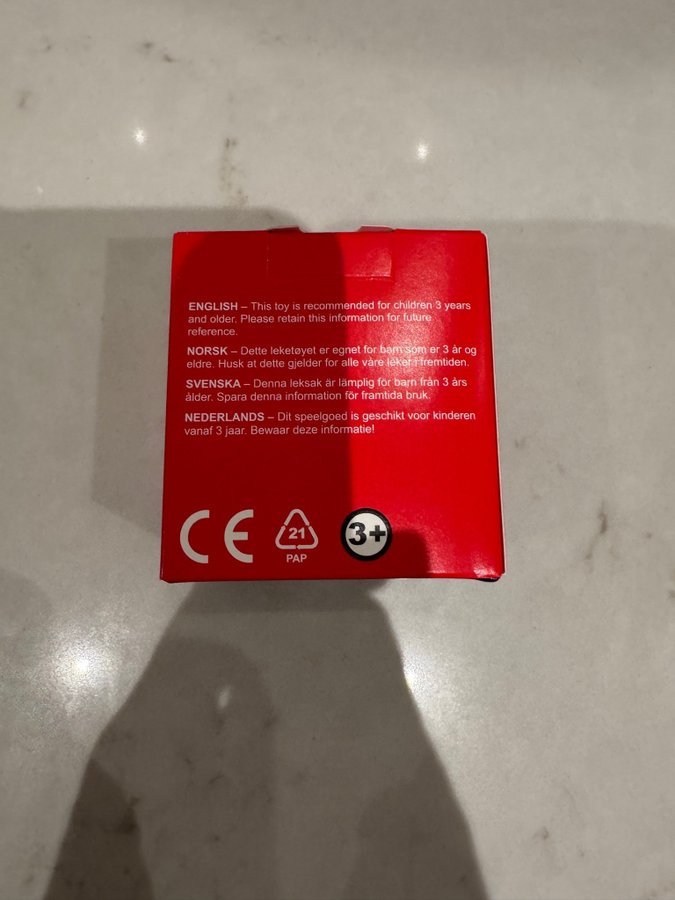 ENGLISH – This toy is recommended for children 3 years
and older. Please retain this information for future
reference.
NORSK – Dette leketøyet er egnet for barn som er 3 år og
eldre. Husk at dette gjelder for alle våre leker i fremtiden.
SVENSKA – Denna leksak är lämplig för barn från 3 års
ålder. Spara denna information för framtida bruk.
NEDERLANDS – Dit speelgoed is geschikt voor kinderen
vanaf 3 jaar. Bewaar deze informatie!
CE 21 3+
PAP